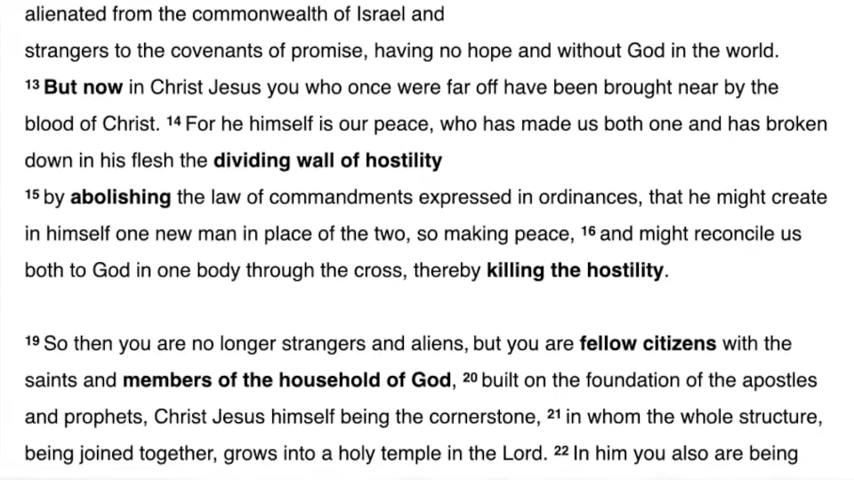 alienated from the commonwealth of Israel and
strangers to the covenants of promise, having no hope and without God in the world.
13 But now in Christ Jesus you who once were far off have been brought near by the
blood of Christ. 14 For he himself is our peace, who has made us both one and has broken
down in his flesh the dividing wall of hostility
15 by abolishing the law of commandments expressed in ordinances, that he might create
in himself one new man in place of the two, so making peace, 16 and might reconcile us
both to God in one body through the cross, thereby killing the hostility.
19 So then you are no longer strangers and aliens, but you are fellow citizens with the
saints and members of the household of God, 20 built on the foundation of the apostles
and prophets, Christ Jesus himself being the cornerstone, 21 in whom the whole structure,
being joined together, grows into a holy temple in the Lord. 22 In him you also are being